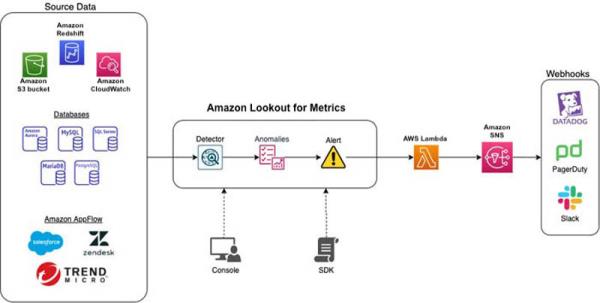 Source Data
Amazon
Redshift
Amazon
S3 bucket
Amazon
CloudWatch
Databases
Amazon
Aurora
MySQL
SQL Server
MariaDB
PostgreSQL
Amazon AppFlow
salesforce
zendesk
TREND
MICRO
Amazon Lookout for Metrics
Detector
Anomalies
Alert
Console
SDK
AWS Lambda
Amazon
SNS
Webhooks
DATADOG
pd
PagerDuty
Slack